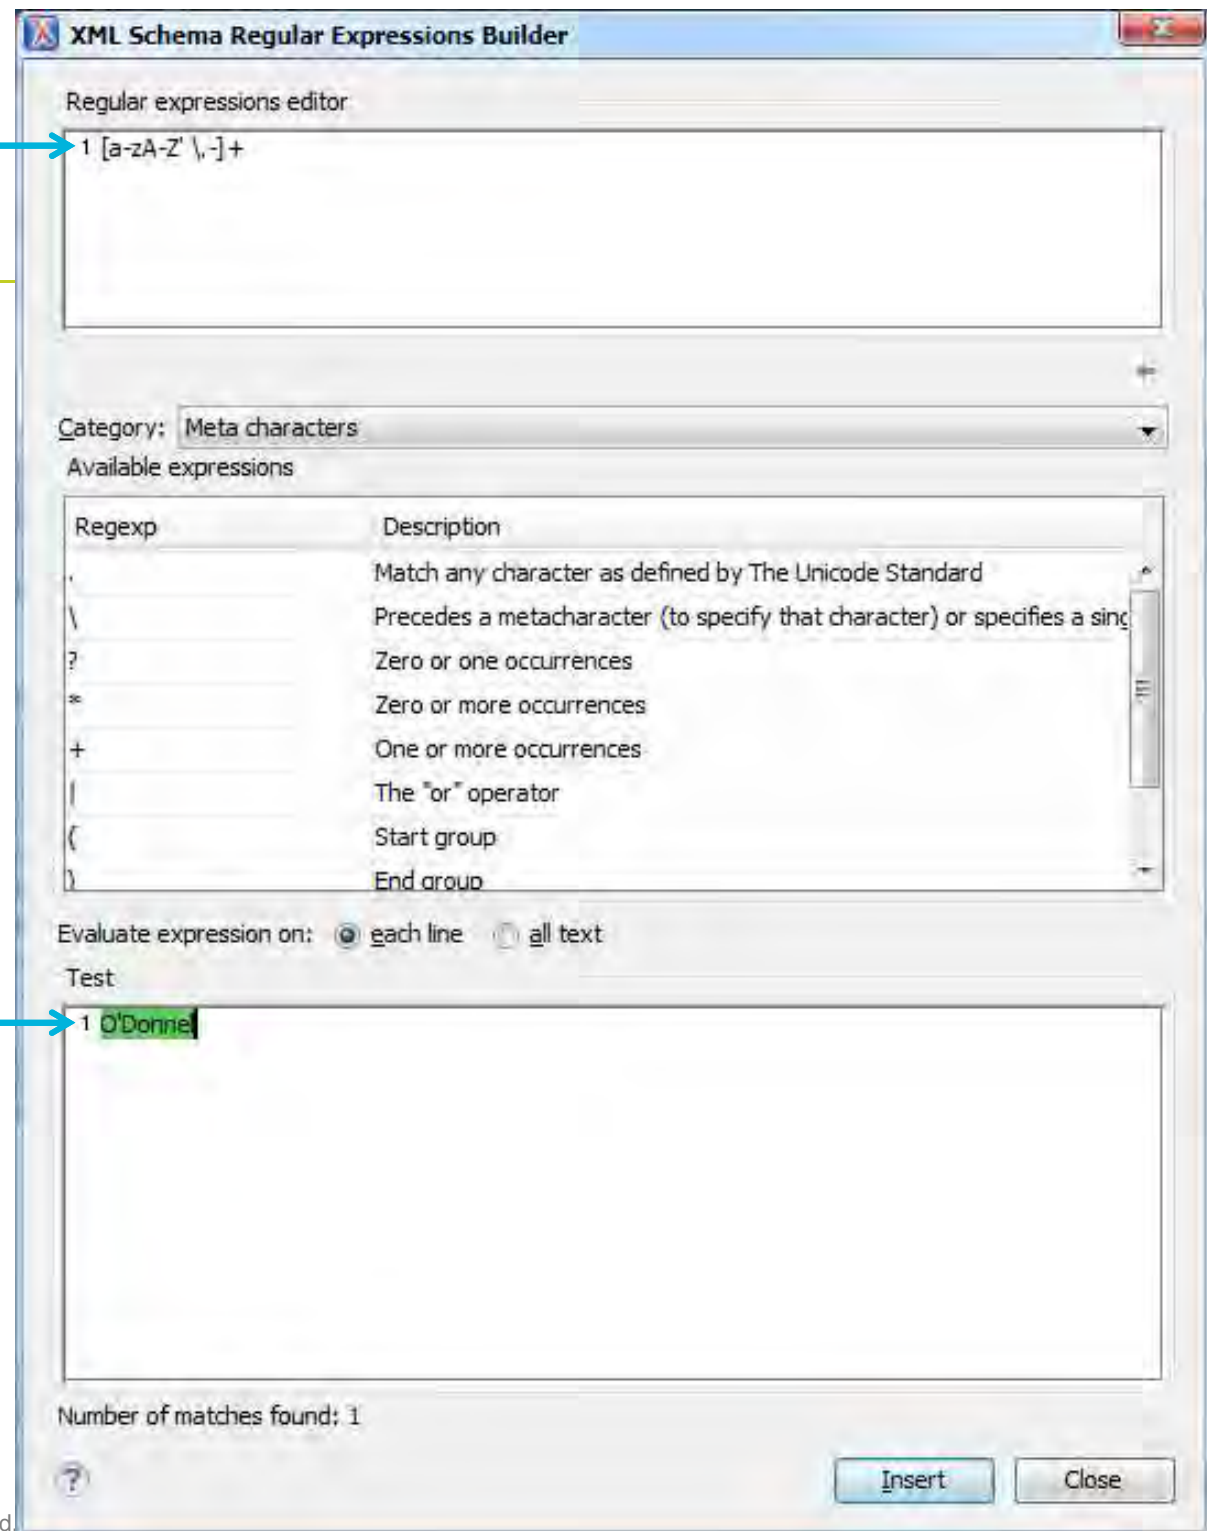 XML Schema Regular Expressions Builder
Regular expressions editor
1 [a-zA-Z' \.-]+
Category: Meta characters
Available expressions
Regexp Description
. Match any character as defined by The Unicode Standard
\ Precedes a metacharacter (to specify that character) or specifies a sing
? Zero or one occurrences
* Zero or more occurrences
+ One or more occurrences
| The "or" operator
( Start group
) End group
Evaluate expression on: each line all text
Test
1 O'Donnel
Number of matches found: 1
? Insert Close
d.